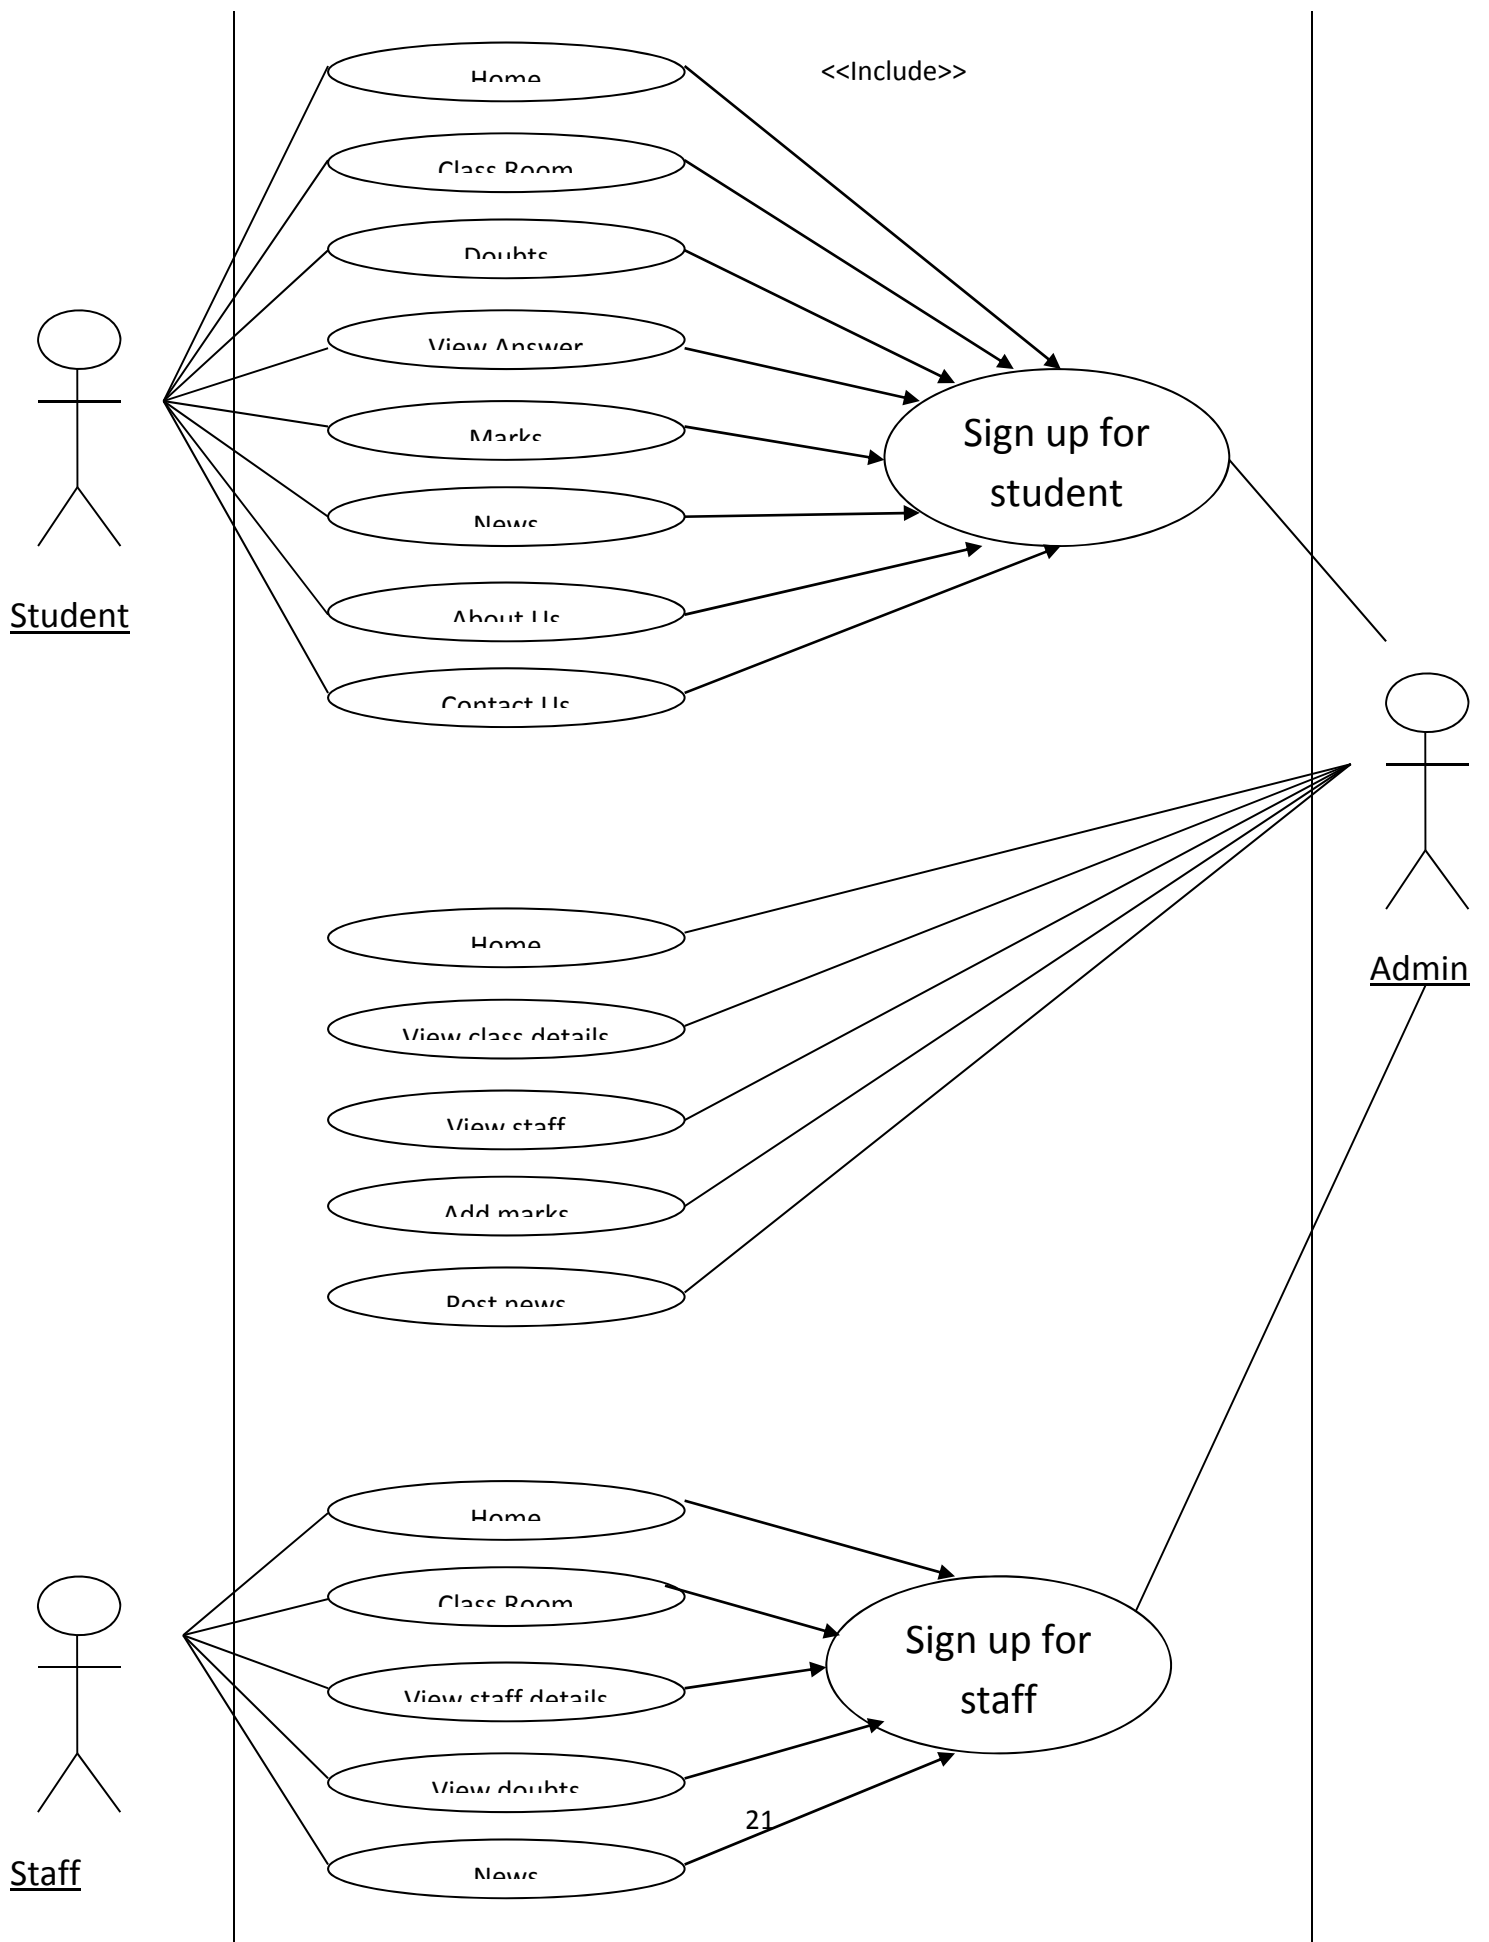 Home
<<Include>>
Class Room
Doubts
View Answer
Marks
Sign up for
student
News
Student
About Us
Contact Us
Home
Admin
View class details
View staff
Add marks
Post news
Home
Class Room
Sign up for
staff
View staff details
View doubts
21
Staff
News